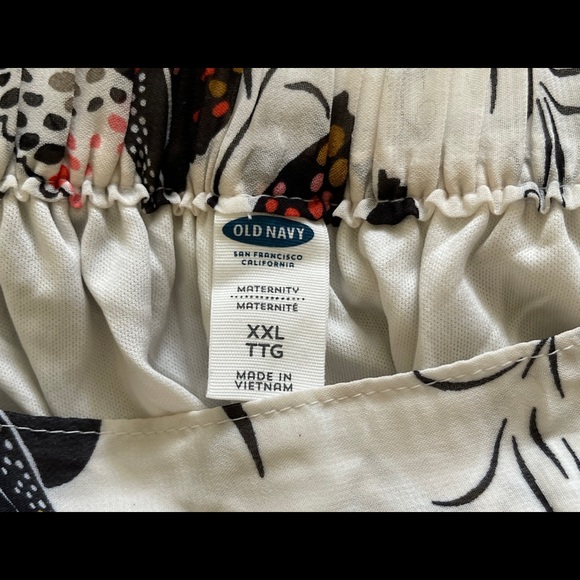 OLD NAVY
SAN FRANCISCO
CALIFORNIA
MATERNITY
MATERNITÉ
XXL
TTG
MADE IN
VIETNAM